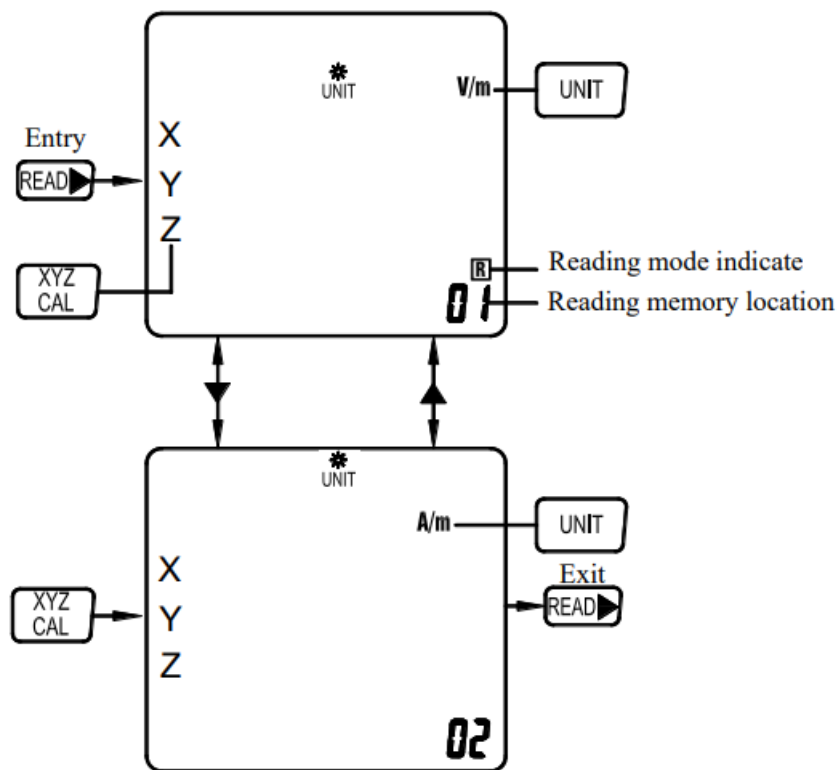 UNIT
V/m
UNIT
X
Entry
READ
Y
Z
XYZ
CAL
R
Reading mode indicate
01
Reading memory location
UNIT
A/m
UNIT
X
Exit
READ
XYZ
CAL
Y
Z
02